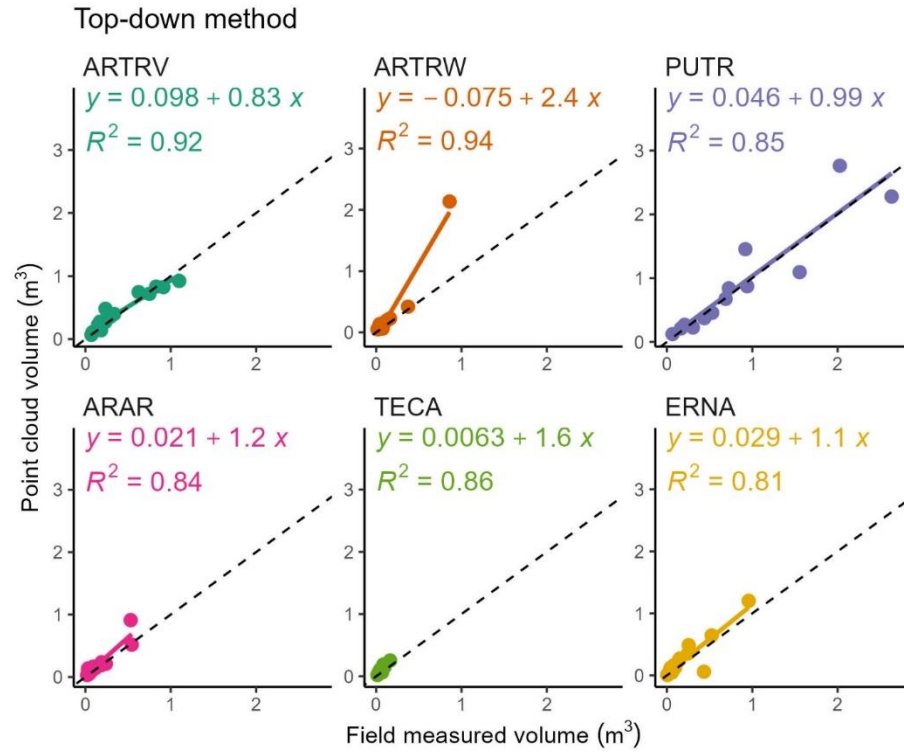 Top-down method
ARTRV
y = 0.098 + 0.83 x
R² = 0.92
3
2
1
0
0
1
2
ARTRW
y = − 0.075 + 2.4 x
R² = 0.94
3
2
1
0
0
1
2
PUTR
y = 0.046 + 0.99 x
R² = 0.85
3
2
1
0
0
1
2
Point cloud volume (m³)
ARAR
y = 0.021 + 1.2 x
R² = 0.84
3
2
1
0
0
1
2
TECA
y = 0.0063 + 1.6 x
R² = 0.86
3
2
1
0
0
1
2
ERNA
y = 0.029 + 1.1 x
R² = 0.81
3
2
1
0
0
1
2
Field measured volume (m³)